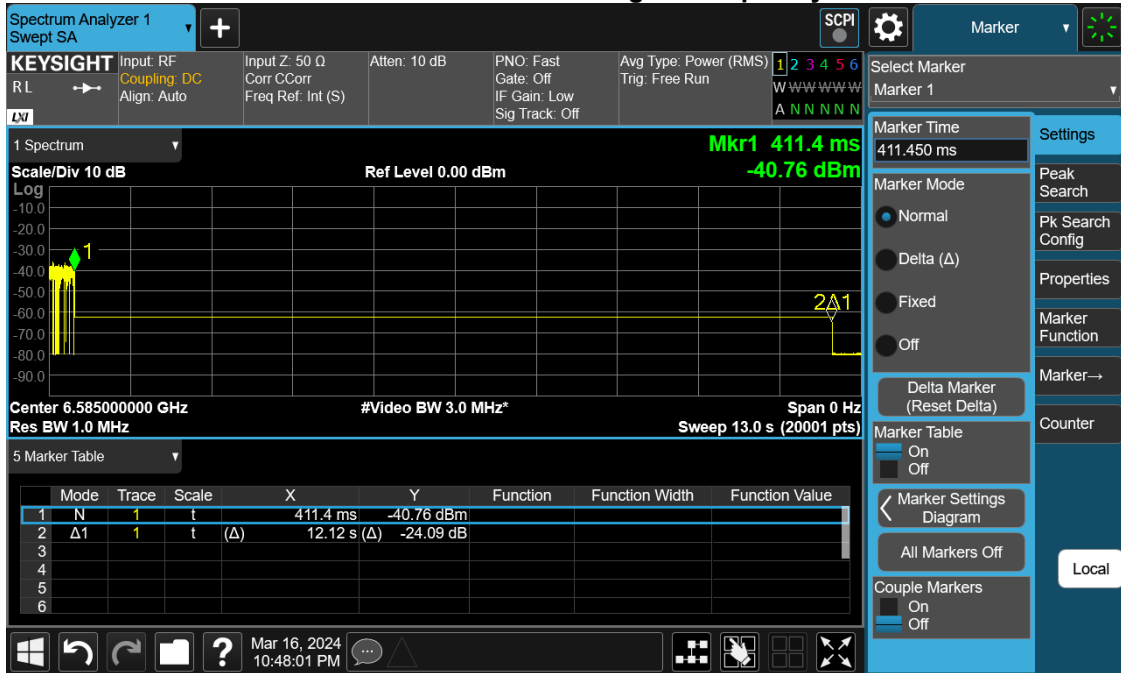 Spectrum Analyzer 1
Swept SA
+
SCPI
Marker
KEYSIGHT
RL
LXI
Input: RF
Coupling: DC
Align: Auto
Input Z: 50 Ω
Corr CCorr
Freq Ref: Int (S)
Atten: 10 dB
PNO: Fast
Gate: Off
IF Gain: Low
Sig Track: Off
Avg Type: Power (RMS)
Trig: Free Run
1 2 3 4 5 6
W W W W W W
A N N N N N
Select Marker
Marker 1
1 Spectrum
Mkr1 411.4 ms
-40.76 dBm
Scale/Div 10 dB
Ref Level 0.00 dBm
Log
-10.0
-20.0
-30.0
-40.0
-50.0
-60.0
-70.0
-80.0
-90.0
1
2Δ1
Center 6.585000000 GHz
#Video BW 3.0 MHz*
Span 0 Hz
Res BW 1.0 MHz
Sweep 13.0 s (20001 pts)
Marker Time
411.450 ms
Marker Mode
Normal
Delta (Δ)
Fixed
Off
Delta Marker
(Reset Delta)
Marker Table
On
Off
Marker Settings
Diagram
All Markers Off
Couple Markers
On
Off
Settings
Peak
Search
Pk Search
Config
Properties
Marker
Function
Marker→
Counter
Local
5 Marker Table
Mode Trace Scale X Y Function Function Width Function Value
1 N 1 t 411.4 ms -40.76 dBm
2 Δ1 1 t (Δ) 12.12 s (Δ) -24.09 dB
3
4
5
6
?
Mar 16, 2024
10:48:01 PM